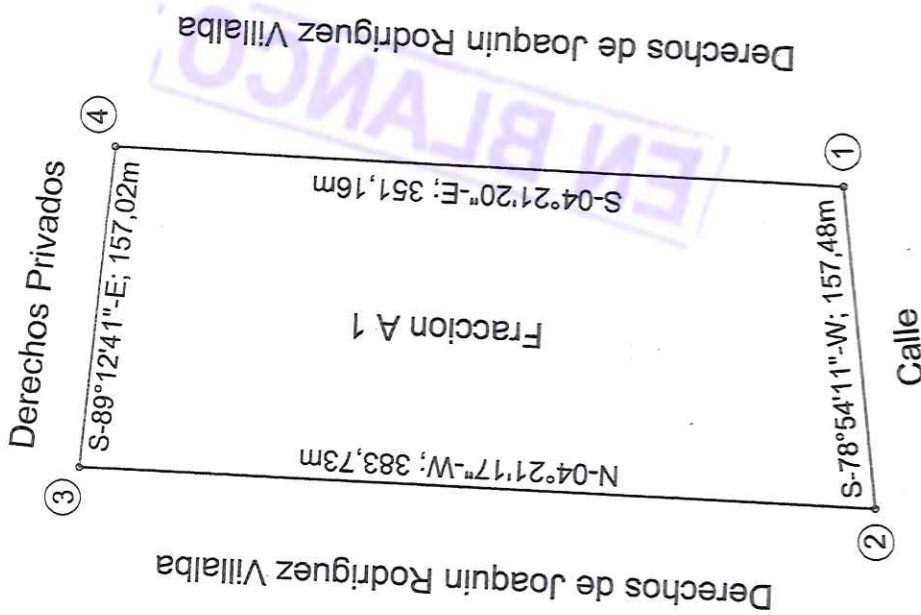 Derechos de Joaquin Rodriguez Villalba
EN BLANCO
Derechos Privados
4
S-89°12'41"-E; 157,02m
3
S-04°21'20"-E; 351,16m
1
Fraccion A 1
N-04°21'17"-W; 383,73m
S-78°54'11"-W; 157,48m
Calle
2
Derechos de Joaquin Rodriguez Villalba